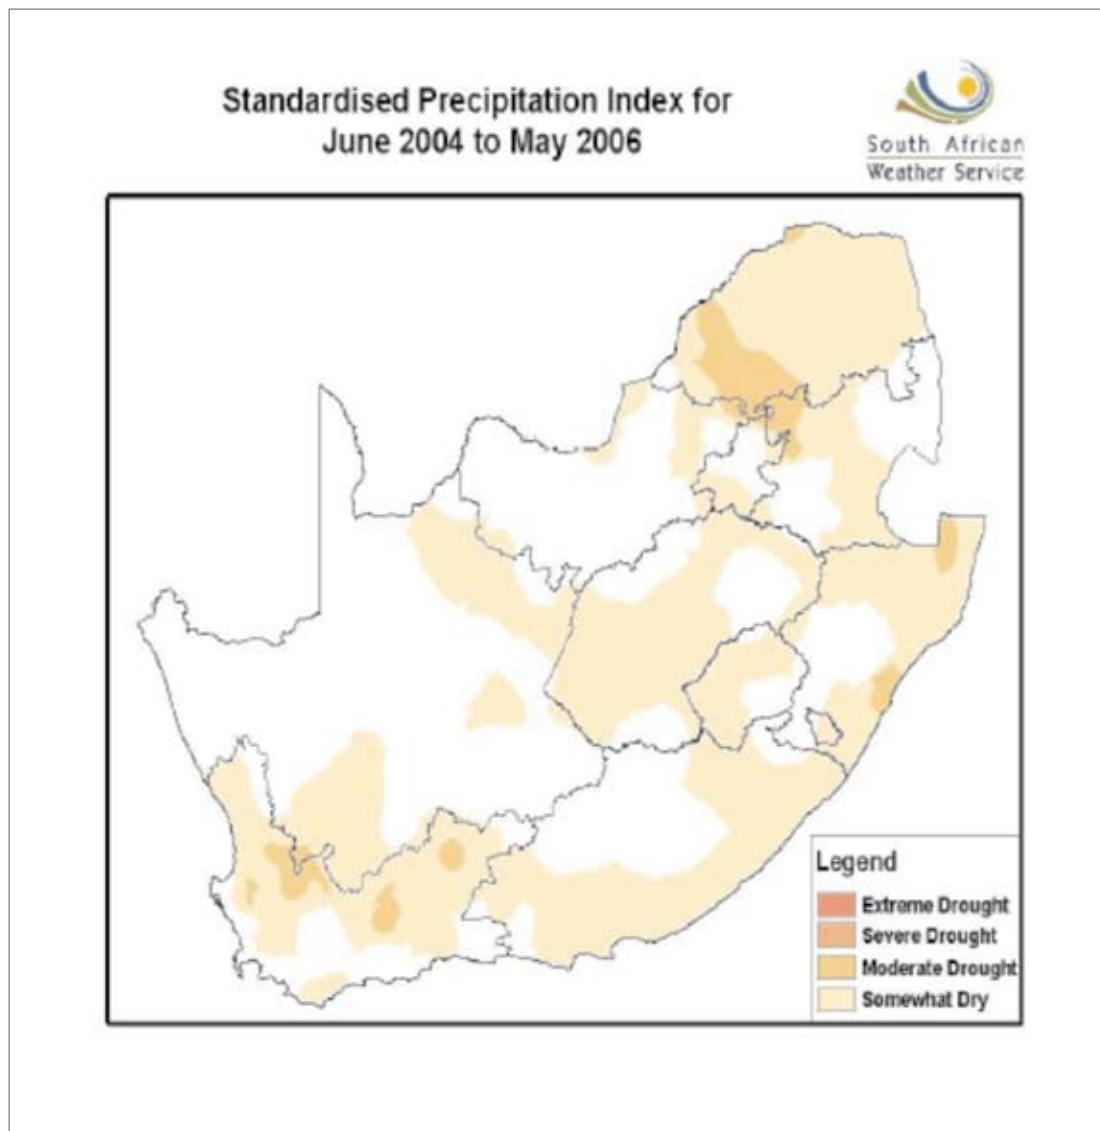 Standardised Precipitation Index for
June 2004 to May 2006
South African
Weather Service
Legend
Extreme Drought
Severe Drought
Moderate Drought
Somewhat Dry